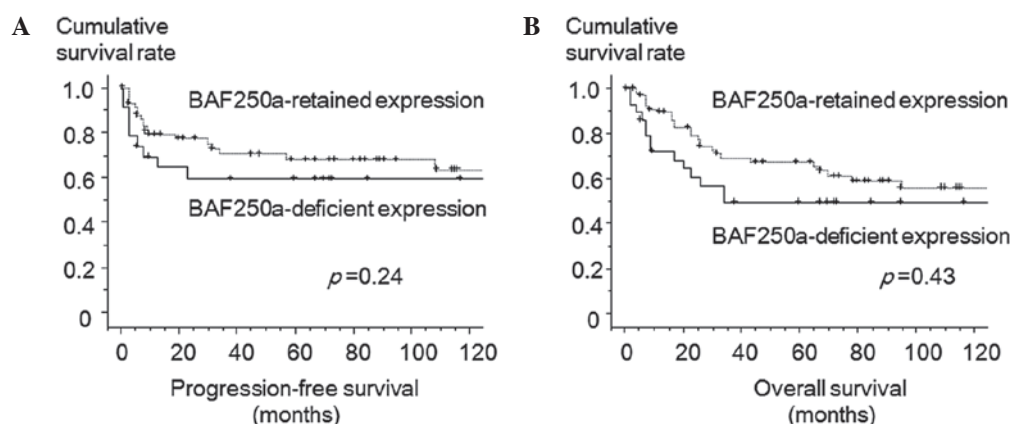 A
Cumulative
survival rate
1.0
0.8
0.6
0.4
0.2
0
BAF250a-retained expression
BAF250a-deficient expression
p=0.24
0 20 40 60 80 100 120
Progression-free survival
(months)
B
Cumulative
survival rate
1.0
0.8
0.6
0.4
0.2
0
BAF250a-retained expression
BAF250a-deficient expression
p=0.43
0 20 40 60 80 100 120
Overall survival
(months)